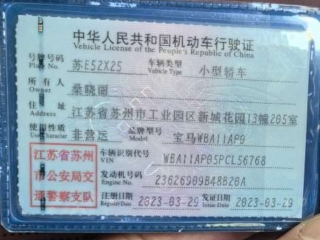 中华人民共和国机动车行驶证
Vehicle License of the People's Republic of China
号牌号码 苏E52X25 车辆类型 小型轿车
Plate No. Vehicle Type
所有人 梁晓丽
Owner
住址 江苏省苏州市工业园区新城花园13幢205室
使用性质 非营运 品牌型号 宝马WBA11AP0
Use Character
江苏省苏州
市公安局交
通警察支队
车辆识别代号 WBA11AP05PCL56768
VIN
发动机号码 23626909B48B20A
Engine No.
注册日期 2023-03-29 发证日期 2023-03-29
Register Date Issue Date